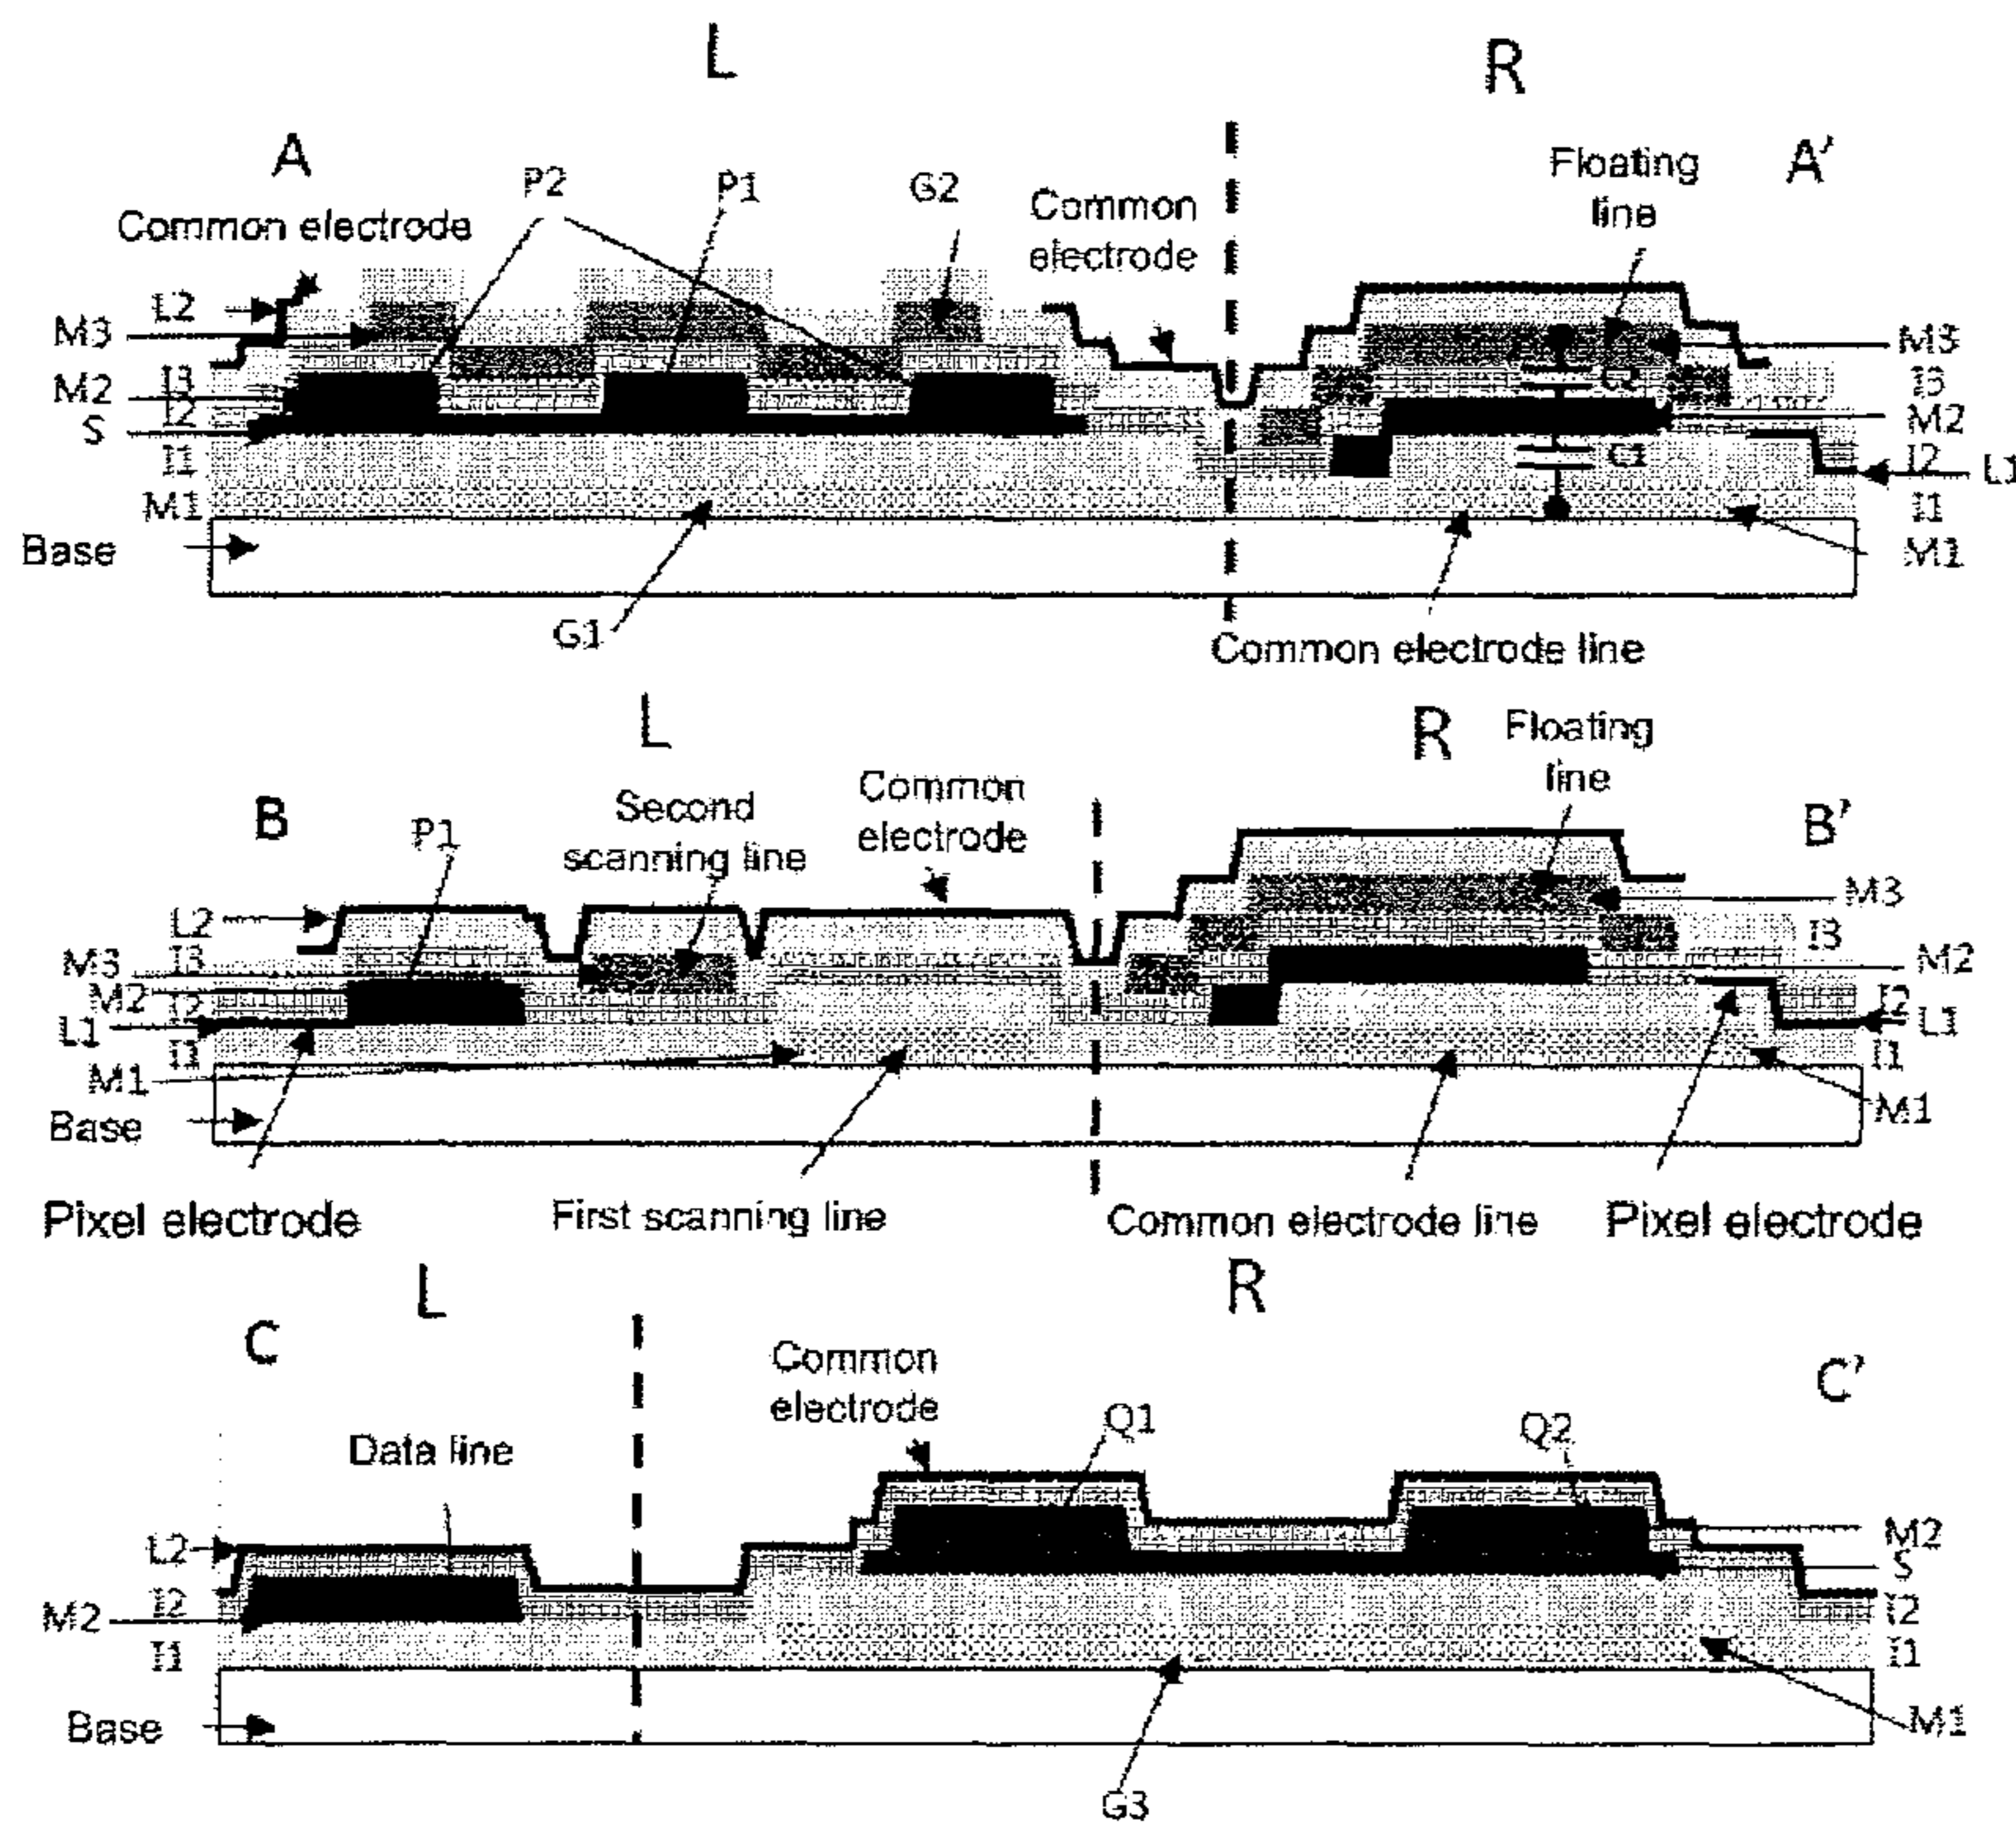 L
R
A
P2
P1
G2
Common
electrode
Floating
line
A’
Common electrode
L2
M3
I3
M2
I2
S
I1
M1
Base
G1
C2
C1
M3
I3
M2
I2
L1
I1
M1
Common electrode line
L
R
Floating
line
B
P1
Second
scanning line
Common
electrode
B’
L2
M3
I3
M2
I2
L1
I1
M1
Base
M3
I3
M2
I2
L1
I1
M1
Pixel electrode
First scanning line
Common electrode line
Pixel electrode
L
R
C
Data line
Common
electrode
Q1
Q2
C’
L2
I2
M2
I1
Base
M2
S
I2
I1
M1
G3